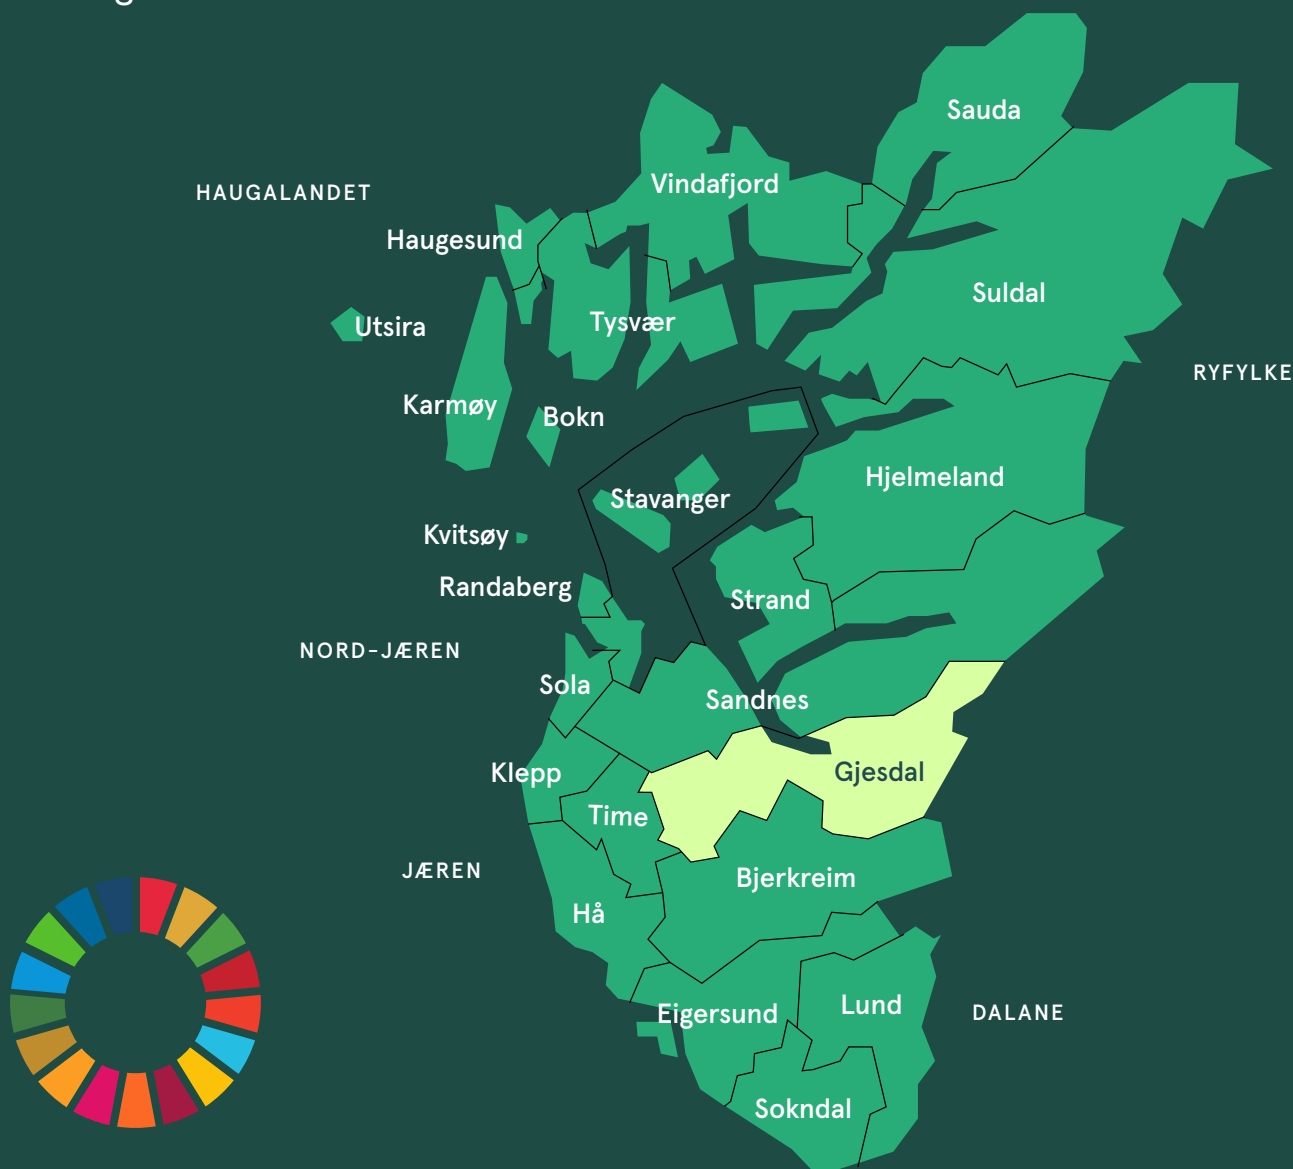 Sauda
Vindafjord
HAUGALANDET
Haugesund
Suldal
Utsira
Tysvær
RYFYLKE
Karmøy
Bokn
Hjelmeland
Stavanger
Kvitsøy
Randaberg
Strand
NORD-JÆREN
Sola
Sandnes
Klepp
Gjesdal
Time
JÆREN
Bjerkreim
Hå
Lund
Eigersund
DALANE
Sokndal